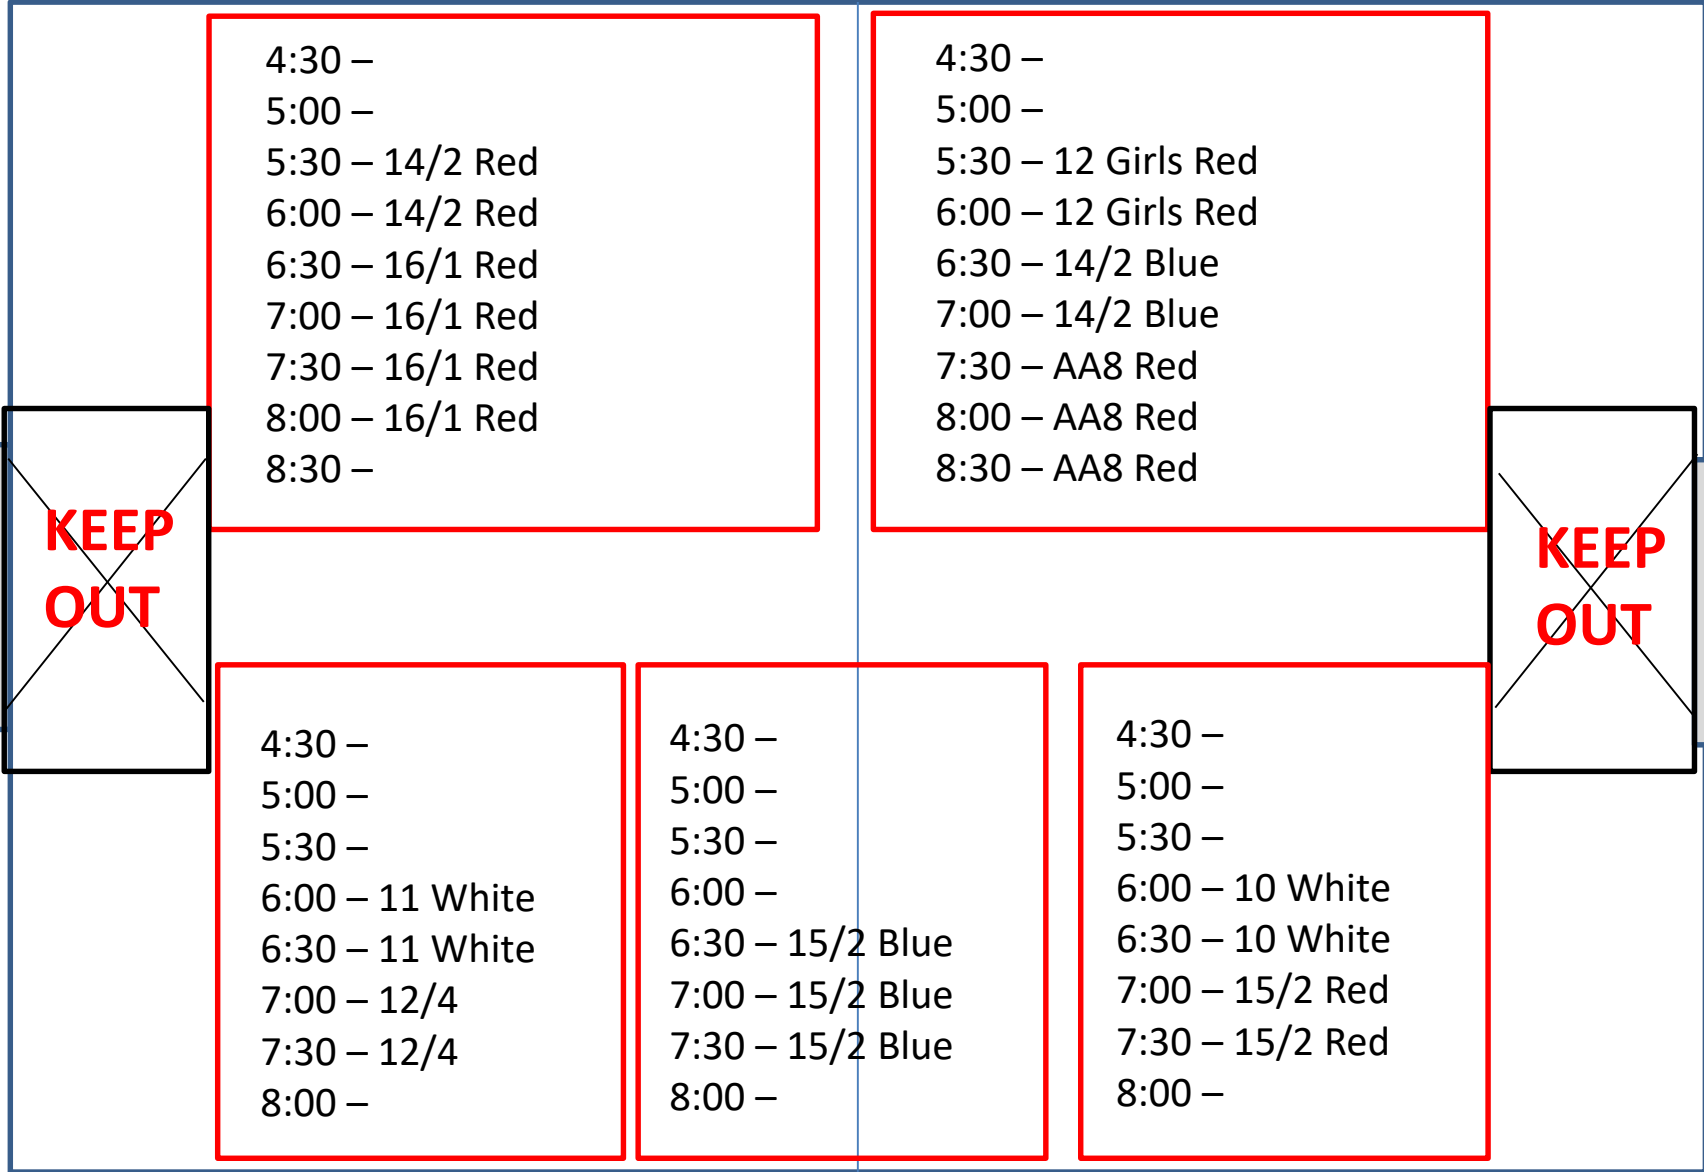 4:30 –
5:00 –
5:30 – 14/2 Red
6:00 – 14/2 Red
6:30 – 16/1 Red
7:00 – 16/1 Red
7:30 – 16/1 Red
8:00 – 16/1 Red
8:30 –
4:30 –
5:00 –
5:30 – 12 Girls Red
6:00 – 12 Girls Red
6:30 – 14/2 Blue
7:00 – 14/2 Blue
7:30 – AA8 Red
8:00 – AA8 Red
8:30 – AA8 Red
KEEP
OUT
KEEP
OUT
4:30 –
5:00 –
5:30 –
6:00 – 11 White
6:30 – 11 White
7:00 – 12/4
7:30 – 12/4
8:00 –
4:30 –
5:00 –
5:30 –
6:00 –
6:30 – 15/2 Blue
7:00 – 15/2 Blue
7:30 – 15/2 Blue
8:00 –
4:30 –
5:00 –
5:30 –
6:00 – 10 White
6:30 – 10 White
7:00 – 15/2 Red
7:30 – 15/2 Red
8:00 –